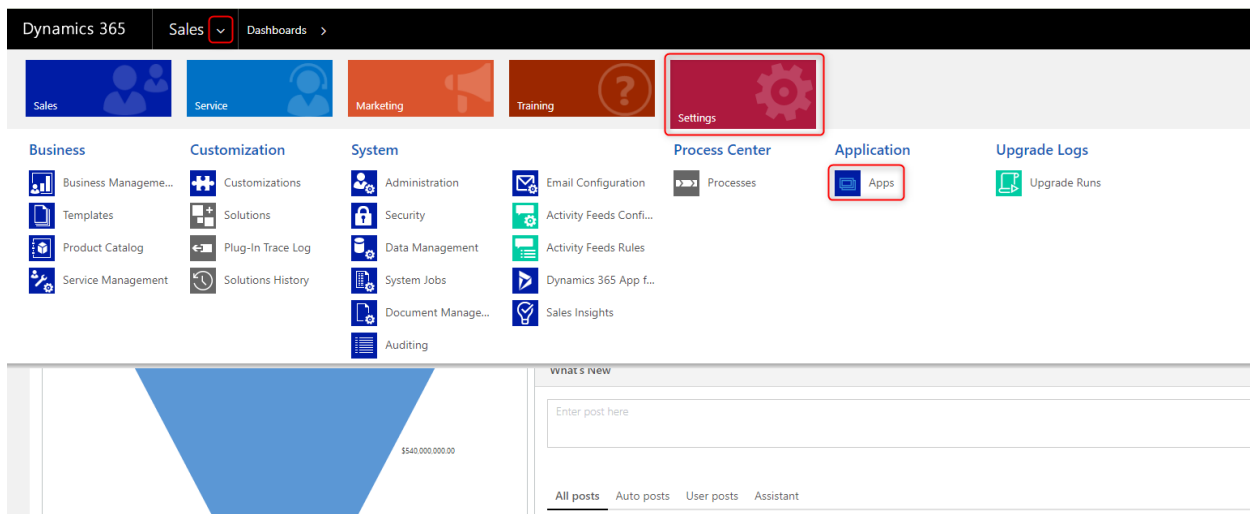 Dynamics 365 Sales Dashboards
Sales Service Marketing Training Settings
Business Customization System Process Center Application Upgrade Logs
Business Manageme... Customizations Administration Email Configuration Processes Apps Upgrade Runs
Templates Solutions Security Activity Feeds Confi...
Product Catalog Plug-In Trace Log Data Management Activity Feeds Rules
Service Management Solutions History System Jobs Dynamics 365 App f...
Document Manage... Sales Insights
Auditing
What's New
Enter post here
$540.000.000.00
All posts Auto posts User posts Assistant